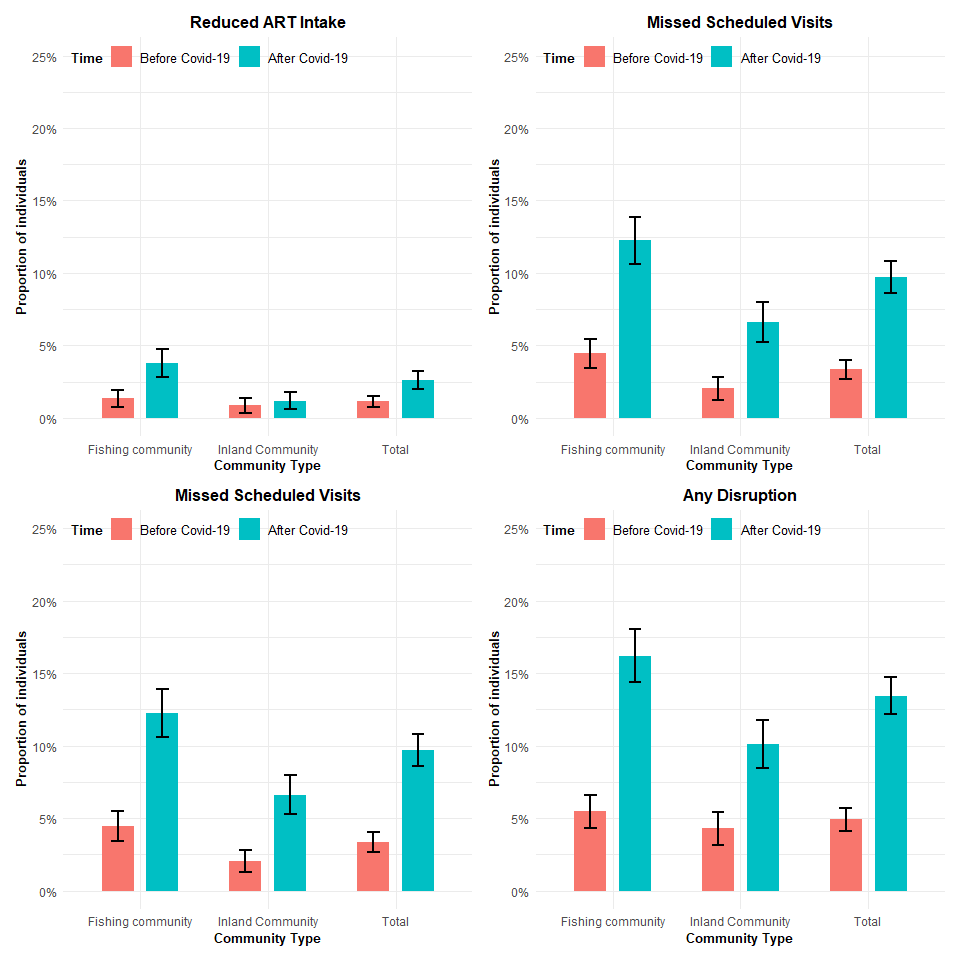 Reduced ART Intake
Time Before Covid-19 After Covid-19
25%
20%
15%
10%
5%
0%
Proportion of individuals
Fishing community Inland Community Total
Community Type
Missed Scheduled Visits
Time Before Covid-19 After Covid-19
25%
20%
15%
10%
5%
0%
Proportion of individuals
Fishing community Inland Community Total
Community Type
Missed Scheduled Visits
Time Before Covid-19 After Covid-19
25%
20%
15%
10%
5%
0%
Proportion of individuals
Fishing community Inland Community Total
Community Type
Any Disruption
Time Before Covid-19 After Covid-19
25%
20%
15%
10%
5%
0%
Proportion of individuals
Fishing community Inland Community Total
Community Type